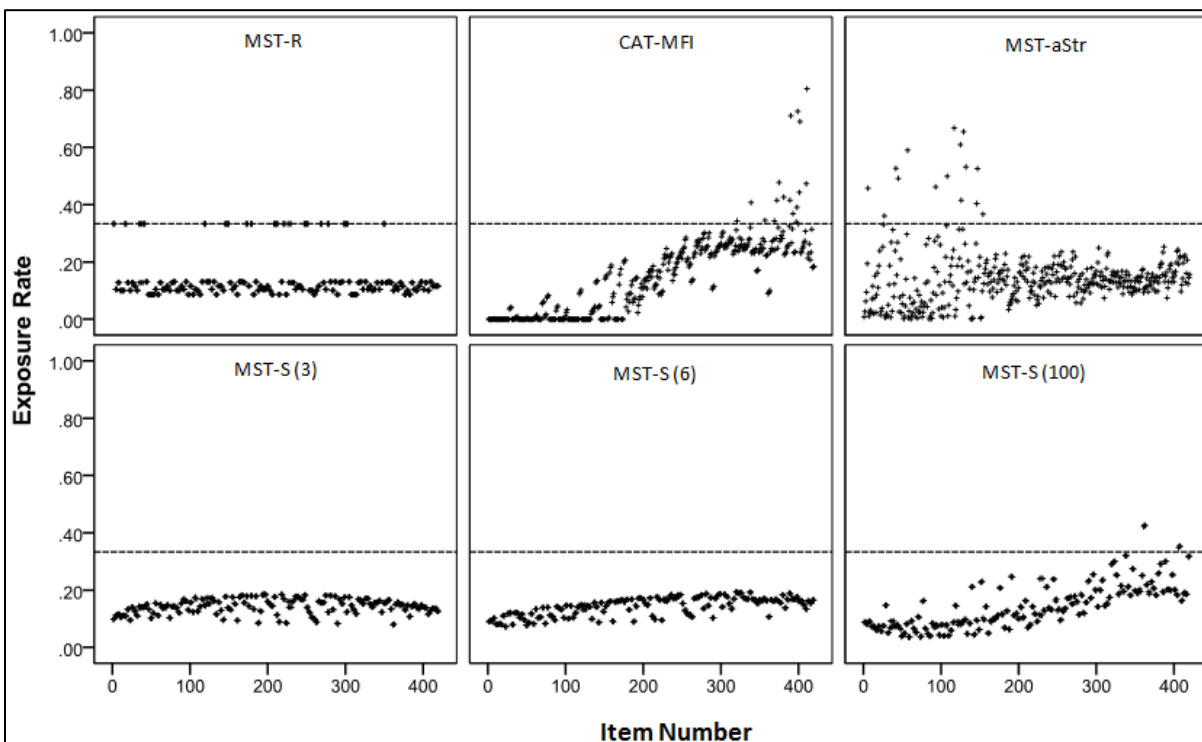 MST-R
CAT-MFI
MST-aStr
1.00
.80
.60
.40
.20
.00
MST-S (3)
MST-S (6)
MST-S (100)
1.00
.80
.60
.40
.20
.00
Exposure Rate
0 100 200 300 400
0 100 200 300 400
0 100 200 300 400
Item Number